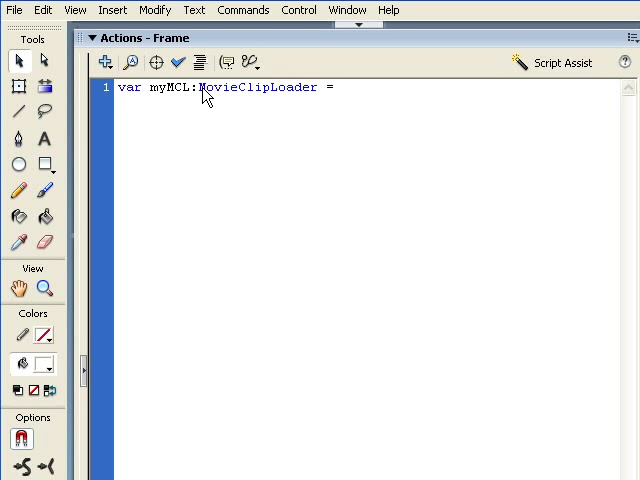 File Edit View Insert Modify Text Commands Control Window Help
Tools
Actions - Frame
Script Assist
1 var myMCL:MovieClipLoader =
View
Colors
Options